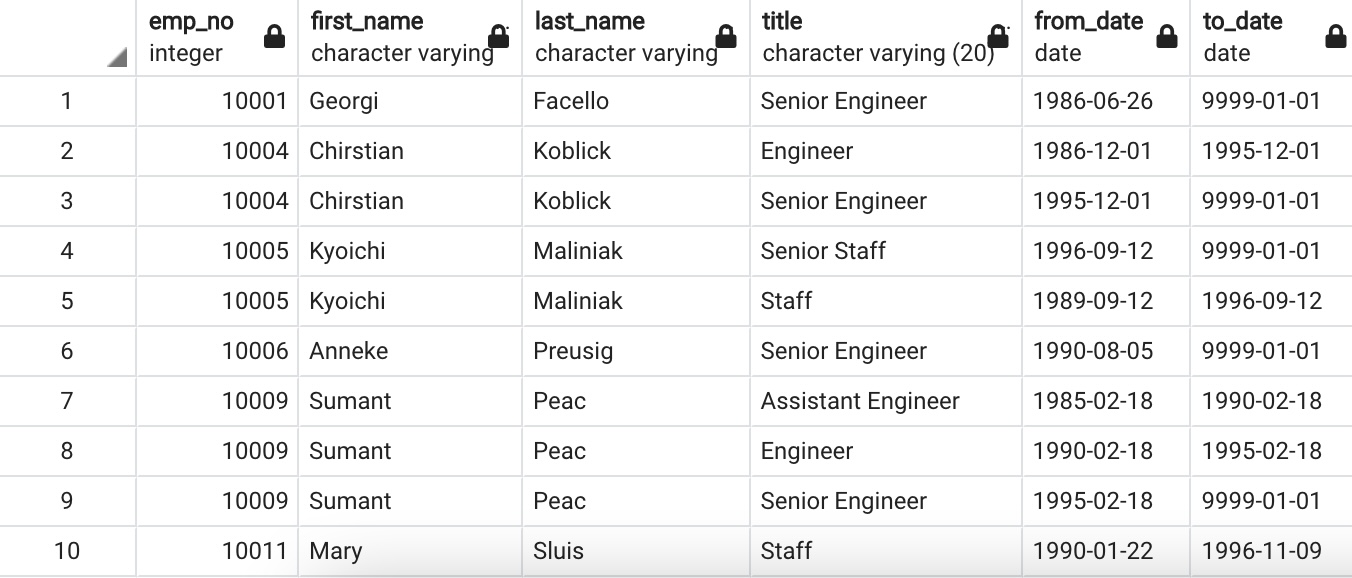 emp_no first_name last_name title from_date to_date
integer character varying character varying character varying (20) date date
1 10001 Georgi Facello Senior Engineer 1986-06-26 9999-01-01
2 10004 Chirstian Koblick Engineer 1986-12-01 1995-12-01
3 10004 Chirstian Koblick Senior Engineer 1995-12-01 9999-01-01
4 10005 Kyoichi Maliniak Senior Staff 1996-09-12 9999-01-01
5 10005 Kyoichi Maliniak Staff 1989-09-12 1996-09-12
6 10006 Anneke Preusig Senior Engineer 1990-08-05 9999-01-01
7 10009 Sumant Peac Assistant Engineer 1985-02-18 1990-02-18
8 10009 Sumant Peac Engineer 1990-02-18 1995-02-18
9 10009 Sumant Peac Senior Engineer 1995-02-18 9999-01-01
10 10011 Mary Sluis Staff 1990-01-22 1996-11-09